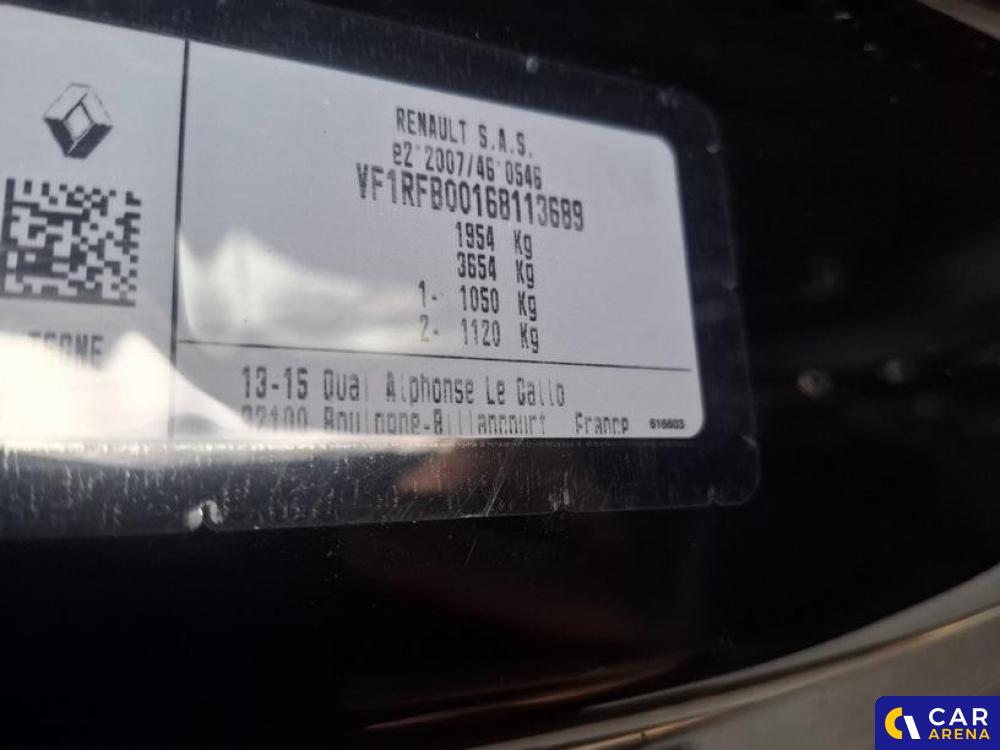 RENAULT S.A.S.
e2*2007/46*0546
VF1RFB00168113689
1954 Kg
3654 Kg
1- 1050 Kg
2- 1120 Kg
13-15 Quai Alphonse Le Gallo
92100 Boulogne-Billancourt France
616603
CAR
ARENA